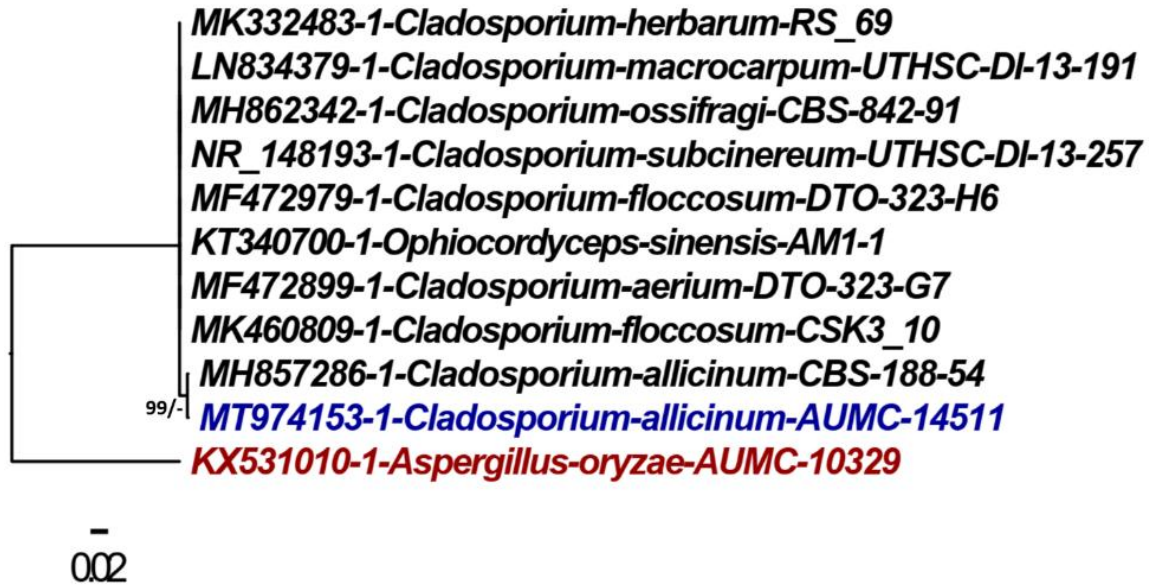 MK332483-1-Cladosporium-herbarum-RS_69
LN834379-1-Cladosporium-macrocarpum-UTHSC-DI-13-191
MH862342-1-Cladosporium-ossifragi-CBS-842-91
NR_148193-1-Cladosporium-subcinereum-UTHSC-DI-13-257
MF472979-1-Cladosporium-floccosum-DTO-323-H6
KT340700-1-Ophiocordyceps-sinensis-AM1-1
MF472899-1-Cladosporium-aerium-DTO-323-G7
MK460809-1-Cladosporium-floccosum-CSK3_10
MH857286-1-Cladosporium-allicinum-CBS-188-54
99/-
MT974153-1-Cladosporium-allicinum-AUMC-14511
KX531010-1-Aspergillus-oryzae-AUMC-10329
0.02